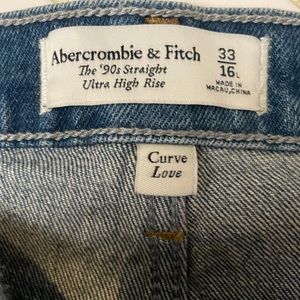 Abercrombie & Fitch
The '90s Straight
Ultra High Rise
33
16L
MADE IN
MACAU, CHINA
Curve
Love